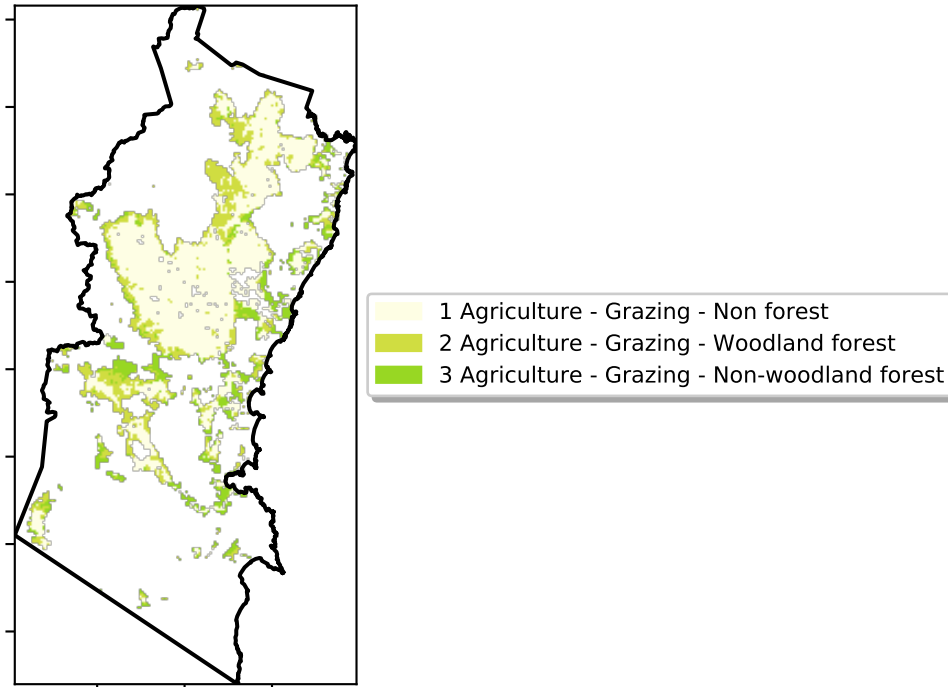 1 Agriculture - Grazing - Non forest
2 Agriculture - Grazing - Woodland forest
3 Agriculture - Grazing - Non-woodland forest